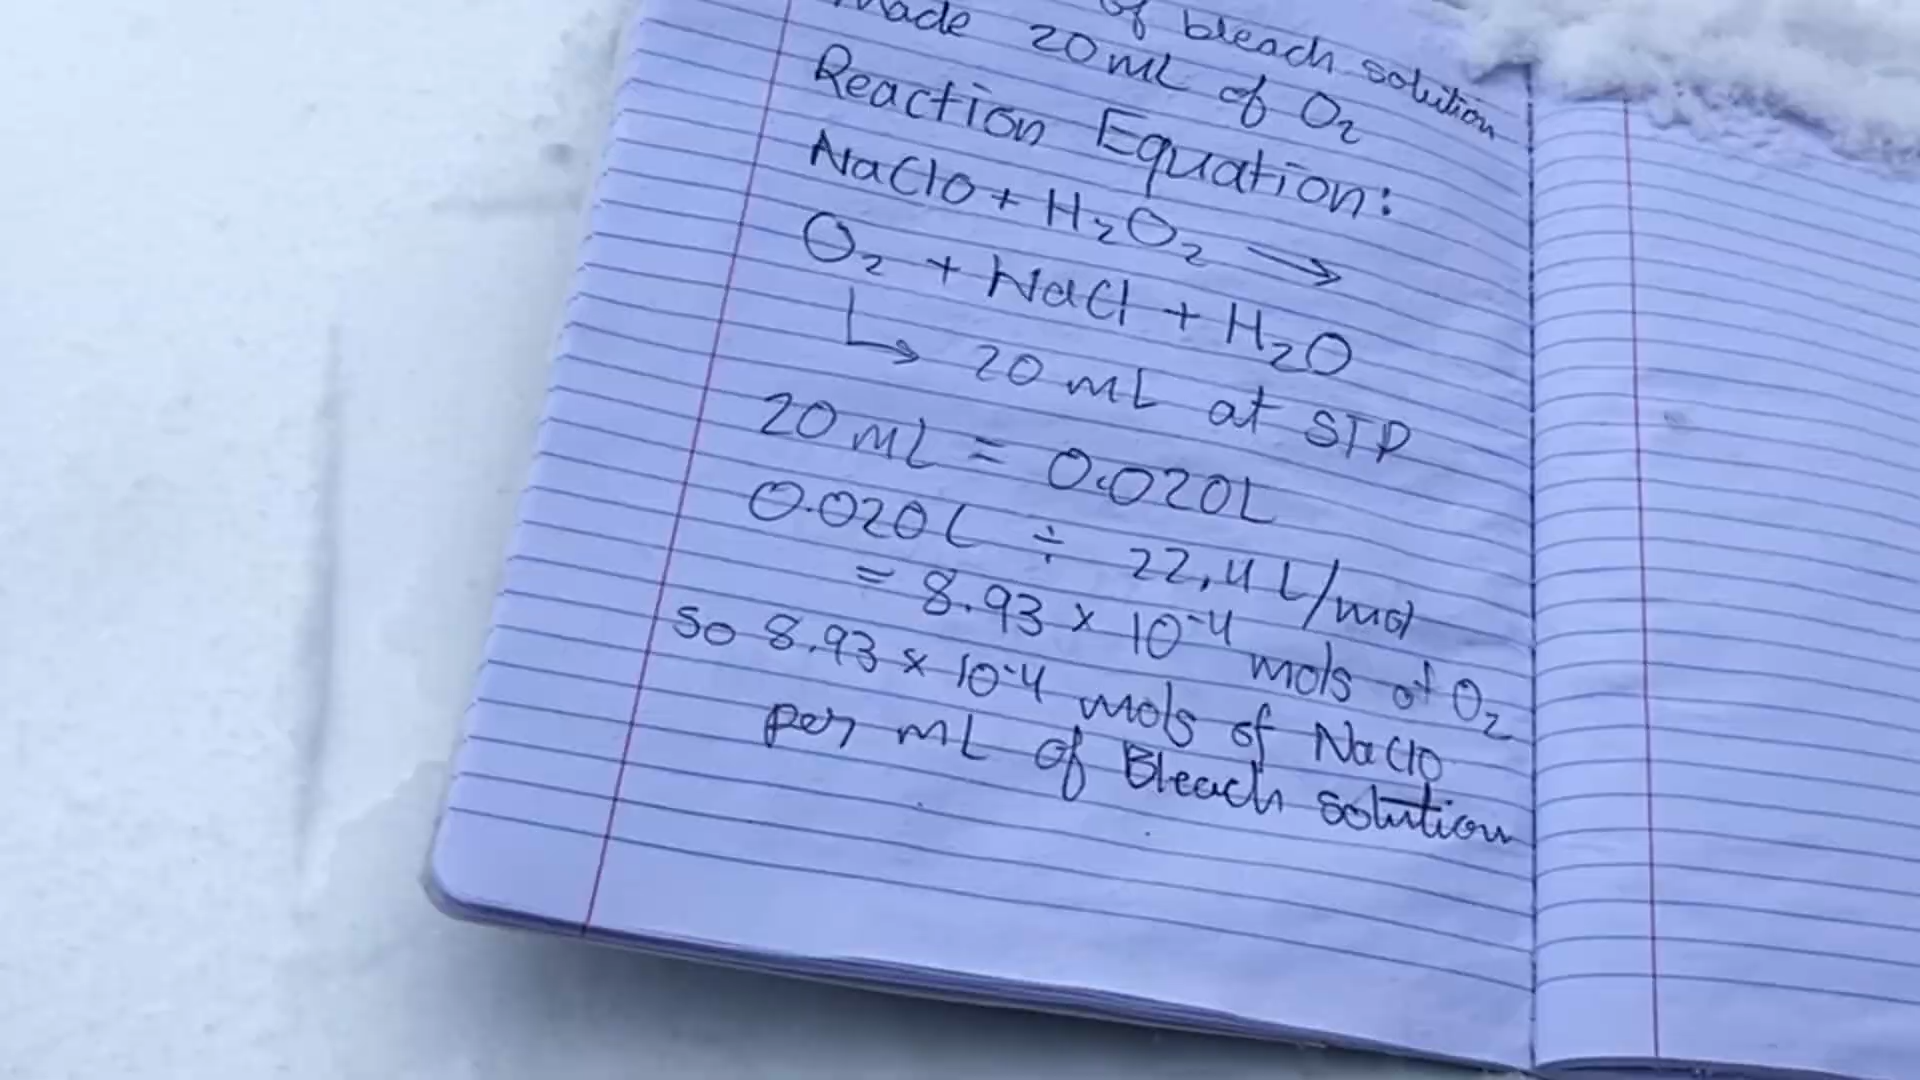 of bleach solution
Made 20 mL of O₂
Reaction Equation:
NaClO + H₂O₂ →
O₂ + NaCl + H₂O
↳ 20 mL at STP
20 mL = 0.020L
0.020L ÷ 22,4 L/mol
= 8.93 × 10⁻⁴ mols of O₂
so 8.93 × 10⁻⁴ mols of NaClO
per mL of Bleach solution